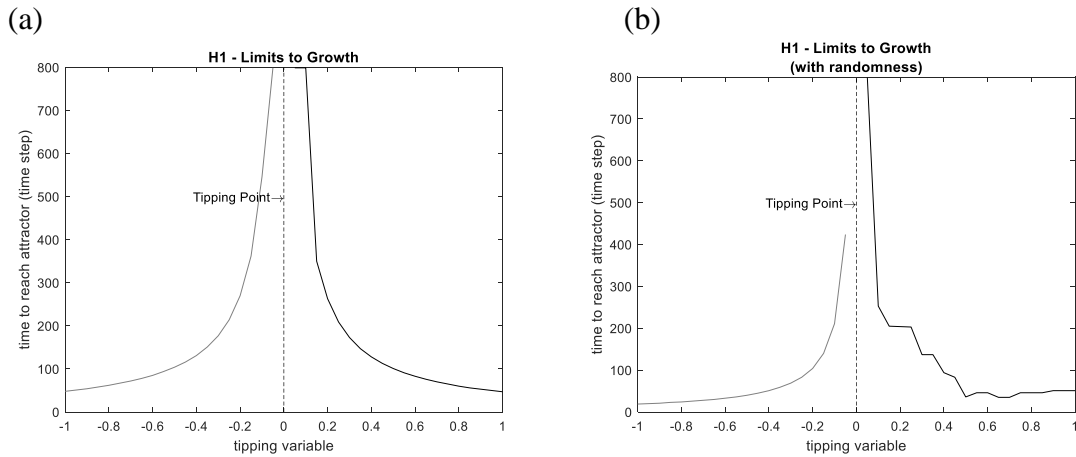 (a)
H1 - Limits to Growth
800
700
600
500
400
300
200
100
0
time to reach attractor (time step)
Tipping Point→
-1 -0.8 -0.6 -0.4 -0.2 0 0.2 0.4 0.6 0.8 1
tipping variable
(b)
H1 - Limits to Growth
(with randomness)
800
700
600
500
400
300
200
100
0
time to reach attractor (time step)
Tipping Point→
-1 -0.8 -0.6 -0.4 -0.2 0 0.2 0.4 0.6 0.8 1
tipping variable